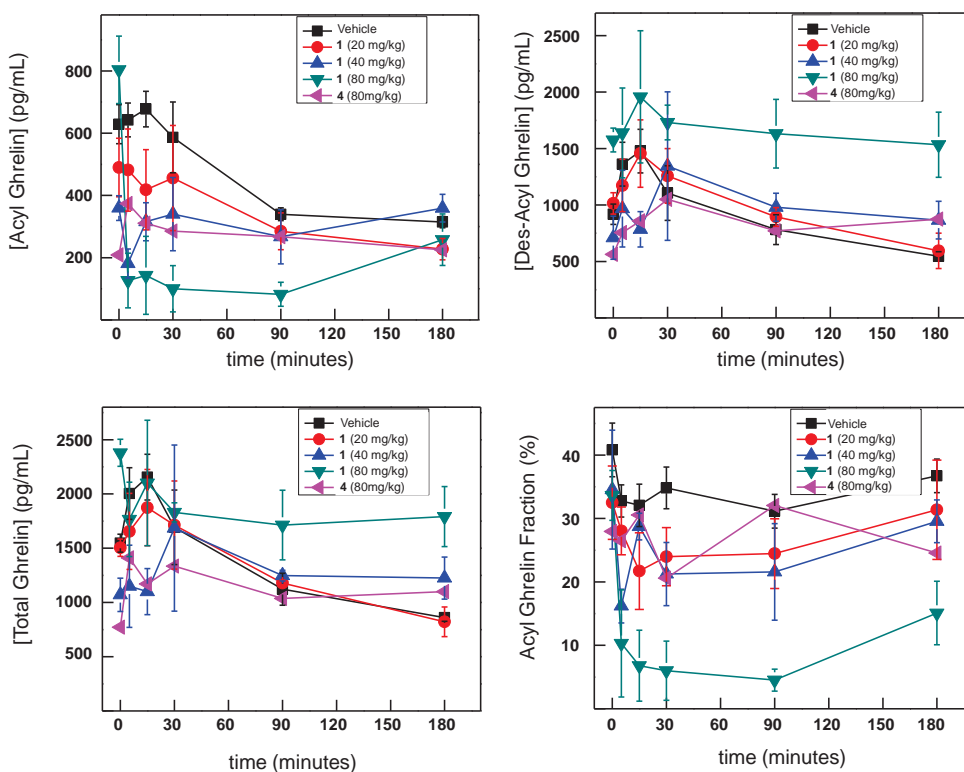 [Acyl Ghrelin] (pg/mL)
800
600
400
200
Vehicle
1 (20 mg/kg)
1 (40 mg/kg)
1 (80 mg/kg)
4 (80mg/kg)
0 30 60 90 120 150 180
time (minutes)
[Des-Acyl Ghrelin] (pg/mL)
2500
2000
1500
1000
500
Vehicle
1 (20 mg/kg)
1 (40 mg/kg)
1 (80 mg/kg)
4 (80mg/kg)
0 30 60 90 120 150 180
time (minutes)
[Total Ghrelin] (pg/mL)
2500
2000
1500
1000
500
Vehicle
1 (20 mg/kg)
1 (40 mg/kg)
1 (80 mg/kg)
4 (80mg/kg)
0 30 60 90 120 150 180
time (minutes)
Acyl Ghrelin Fraction (%)
40
30
20
10
Vehicle
1 (20 mg/kg)
1 (40 mg/kg)
1 (80 mg/kg)
4 (80mg/kg)
0 30 60 90 120 150 180
time (minutes)